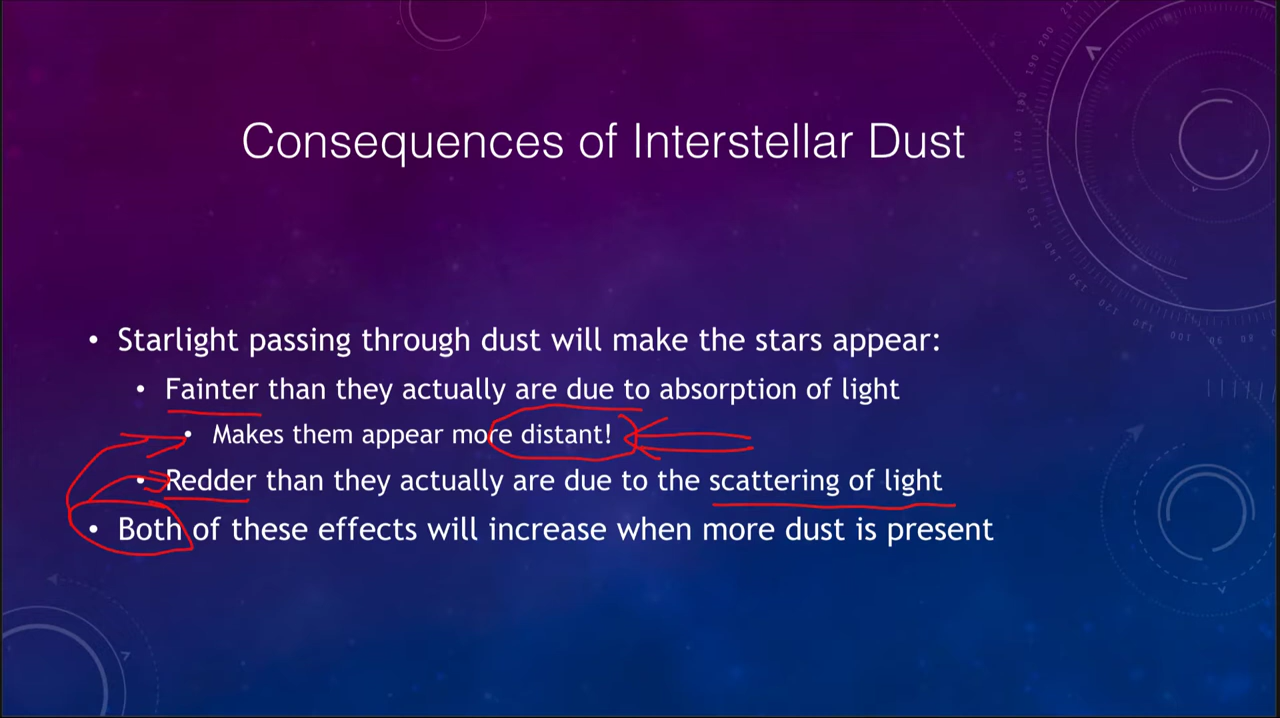 Consequences of Interstellar Dust
• Starlight passing through dust will make the stars appear:
• Fainter than they actually are due to absorption of light
• Makes them appear more distant!
• Redder than they actually are due to the scattering of light
• Both of these effects will increase when more dust is present